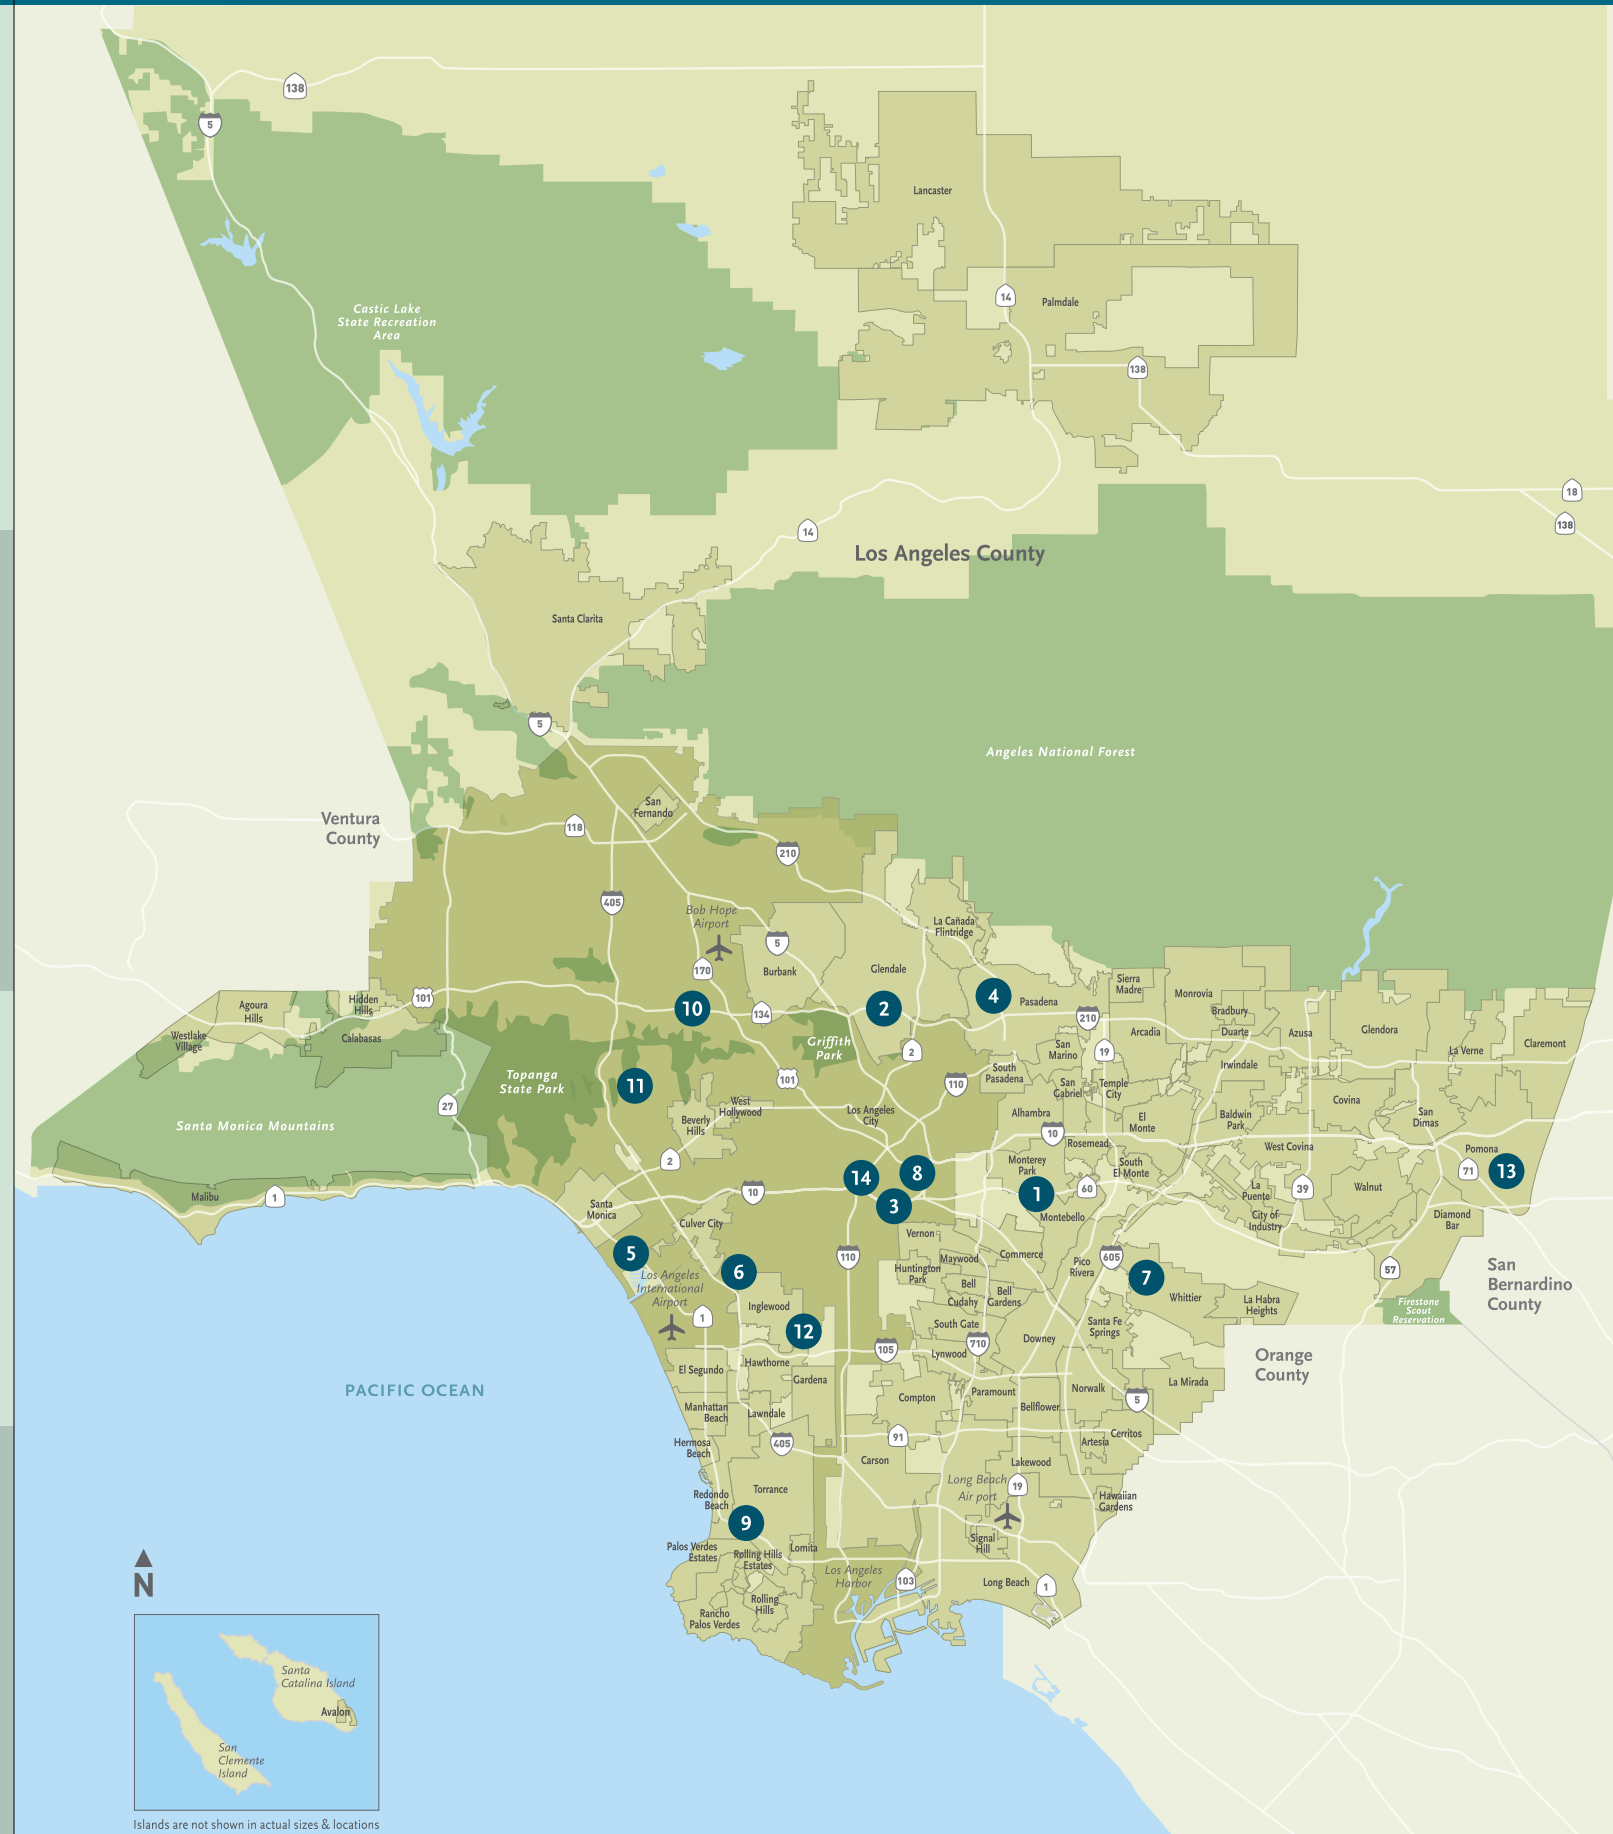 138
5
Lancaster
Castic Lake
State Recreation
Area
14
Palmdale
138
18
138
14
Los Angeles County
Santa Clarita
5
Angeles National Forest
Ventura
County
San
Fernando
118
210
405
Bob Hope
Airport
5
170
Burbank
La Cañada
Flintridge
Glendale
Agoura
Hills
Hidden
Hills
101
Westlake
Village
Calabasas
10
134
2
4
Pasadena
Griffith
Park
2
210
19
Sierra
Madre
Monrovia
Bradbury
Duarte
Arcadia
Azusa
Glendora
La Verne
Claremont
San
Marino
Irwindale
South
Pasadena
San
Gabriel
Temple
City
Topanga
State Park
11
101
110
27
West
Hollywood
Beverly
Hills
Los Angeles
City
Alhambra
El
Monte
Baldwin
Park
Covina
San
Dimas
Santa Monica Mountains
10
Rosemead
West Covina
Pomona
2
Monterey
Park
South
El Monte
71
13
Malibu
1
10
14
8
3
1
60
La
Puente
39
Walnut
Santa
Monica
Culver City
Montebello
City of
Industry
Diamond
Bar
Vernon
5
6
110
Maywood
Commerce
Pico
Rivera
605
7
57
San
Bernardino
County
Los Angeles
International
Airport
Huntington
Park
Bell
Cudahy
Bell
Gardens
Whittier
La Habra
Heights
Firestone
Scout
Reservation
1
Inglewood
12
South Gate
Santa Fe
Springs
105
Lynwood
710
Downey
Orange
County
El Segundo
Hawthorne
Gardena
Compton
Paramount
Norwalk
La Mirada
5
PACIFIC OCEAN
Manhattan
Beach
Lawndale
Bellflower
Hermosa
Beach
405
91
Artesia
Cerritos
Carson
Lakewood
Redondo
Beach
Torrance
Long Beach
Air port
19
Hawaiian
Gardens
9
Signal
Hill
Palos Verdes
Estates
Rolling Hills
Estates
Lomita
Los Angeles
Harbor
103
Long Beach
1
Rolling
Hills
Rancho
Palos Verdes
N
Santa
Catalina Island
Avalon
San
Clemente
Island
Islands are not shown in actual sizes & locations